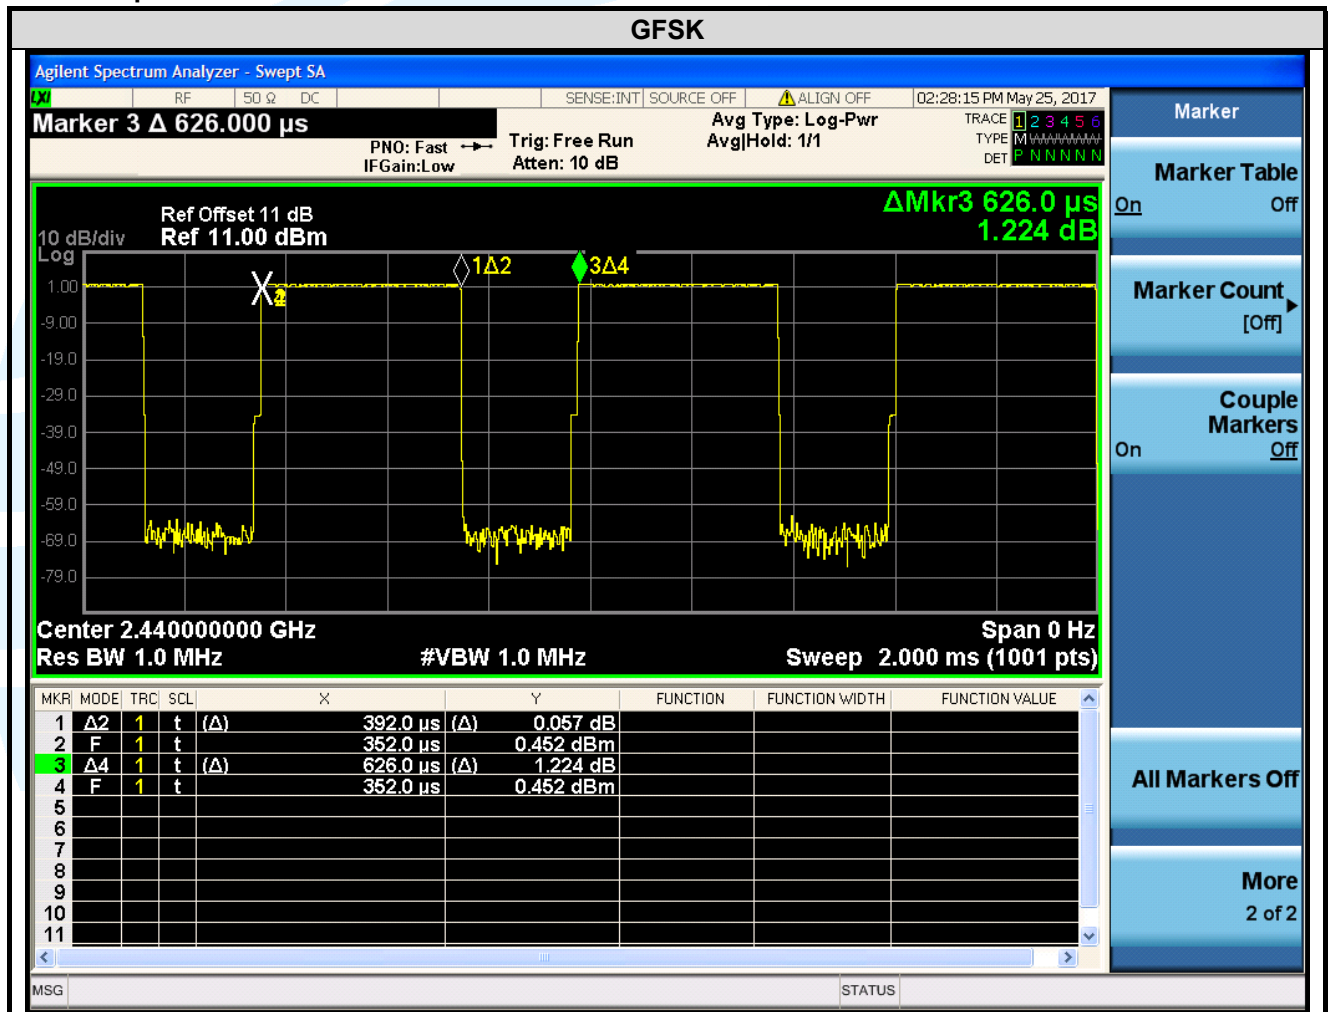 GFSK
Agilent Spectrum Analyzer - Swept SA
LXI RF 50 Ω DC SENSE:INT SOURCE OFF ALIGN OFF 02:28:15 PM May 25, 2017
Marker 3 Δ 626.000 µs
PNO: Fast
IFGain:Low
Trig: Free Run
Atten: 10 dB
Avg Type: Log-Pwr
Avg|Hold: 1/1
TRACE 1 2 3 4 5 6
TYPE M W W W W W
DET P N N N N N
ΔMkr3 626.0 µs
1.224 dB
Ref Offset 11 dB
10 dB/div Ref 11.00 dBm
Log
1Δ2 3Δ4
1.00
-9.00
-19.0
-29.0
-39.0
-49.0
-59.0
-69.0
-79.0
Center 2.440000000 GHz Span 0 Hz
Res BW 1.0 MHz #VBW 1.0 MHz Sweep 2.000 ms (1001 pts)
MKR MODE TRC SCL X Y FUNCTION FUNCTION WIDTH FUNCTION VALUE
1 Δ2 1 t (Δ) 392.0 µs (Δ) 0.057 dB
2 F 1 t 352.0 µs 0.452 dBm
3 Δ4 1 t (Δ) 626.0 µs (Δ) 1.224 dB
4 F 1 t 352.0 µs 0.452 dBm
5
6
7
8
9
10
11
MSG STATUS
Marker
Marker Table
On Off
Marker Count
[Off]
Couple
Markers
On Off
All Markers Off
More
2 of 2